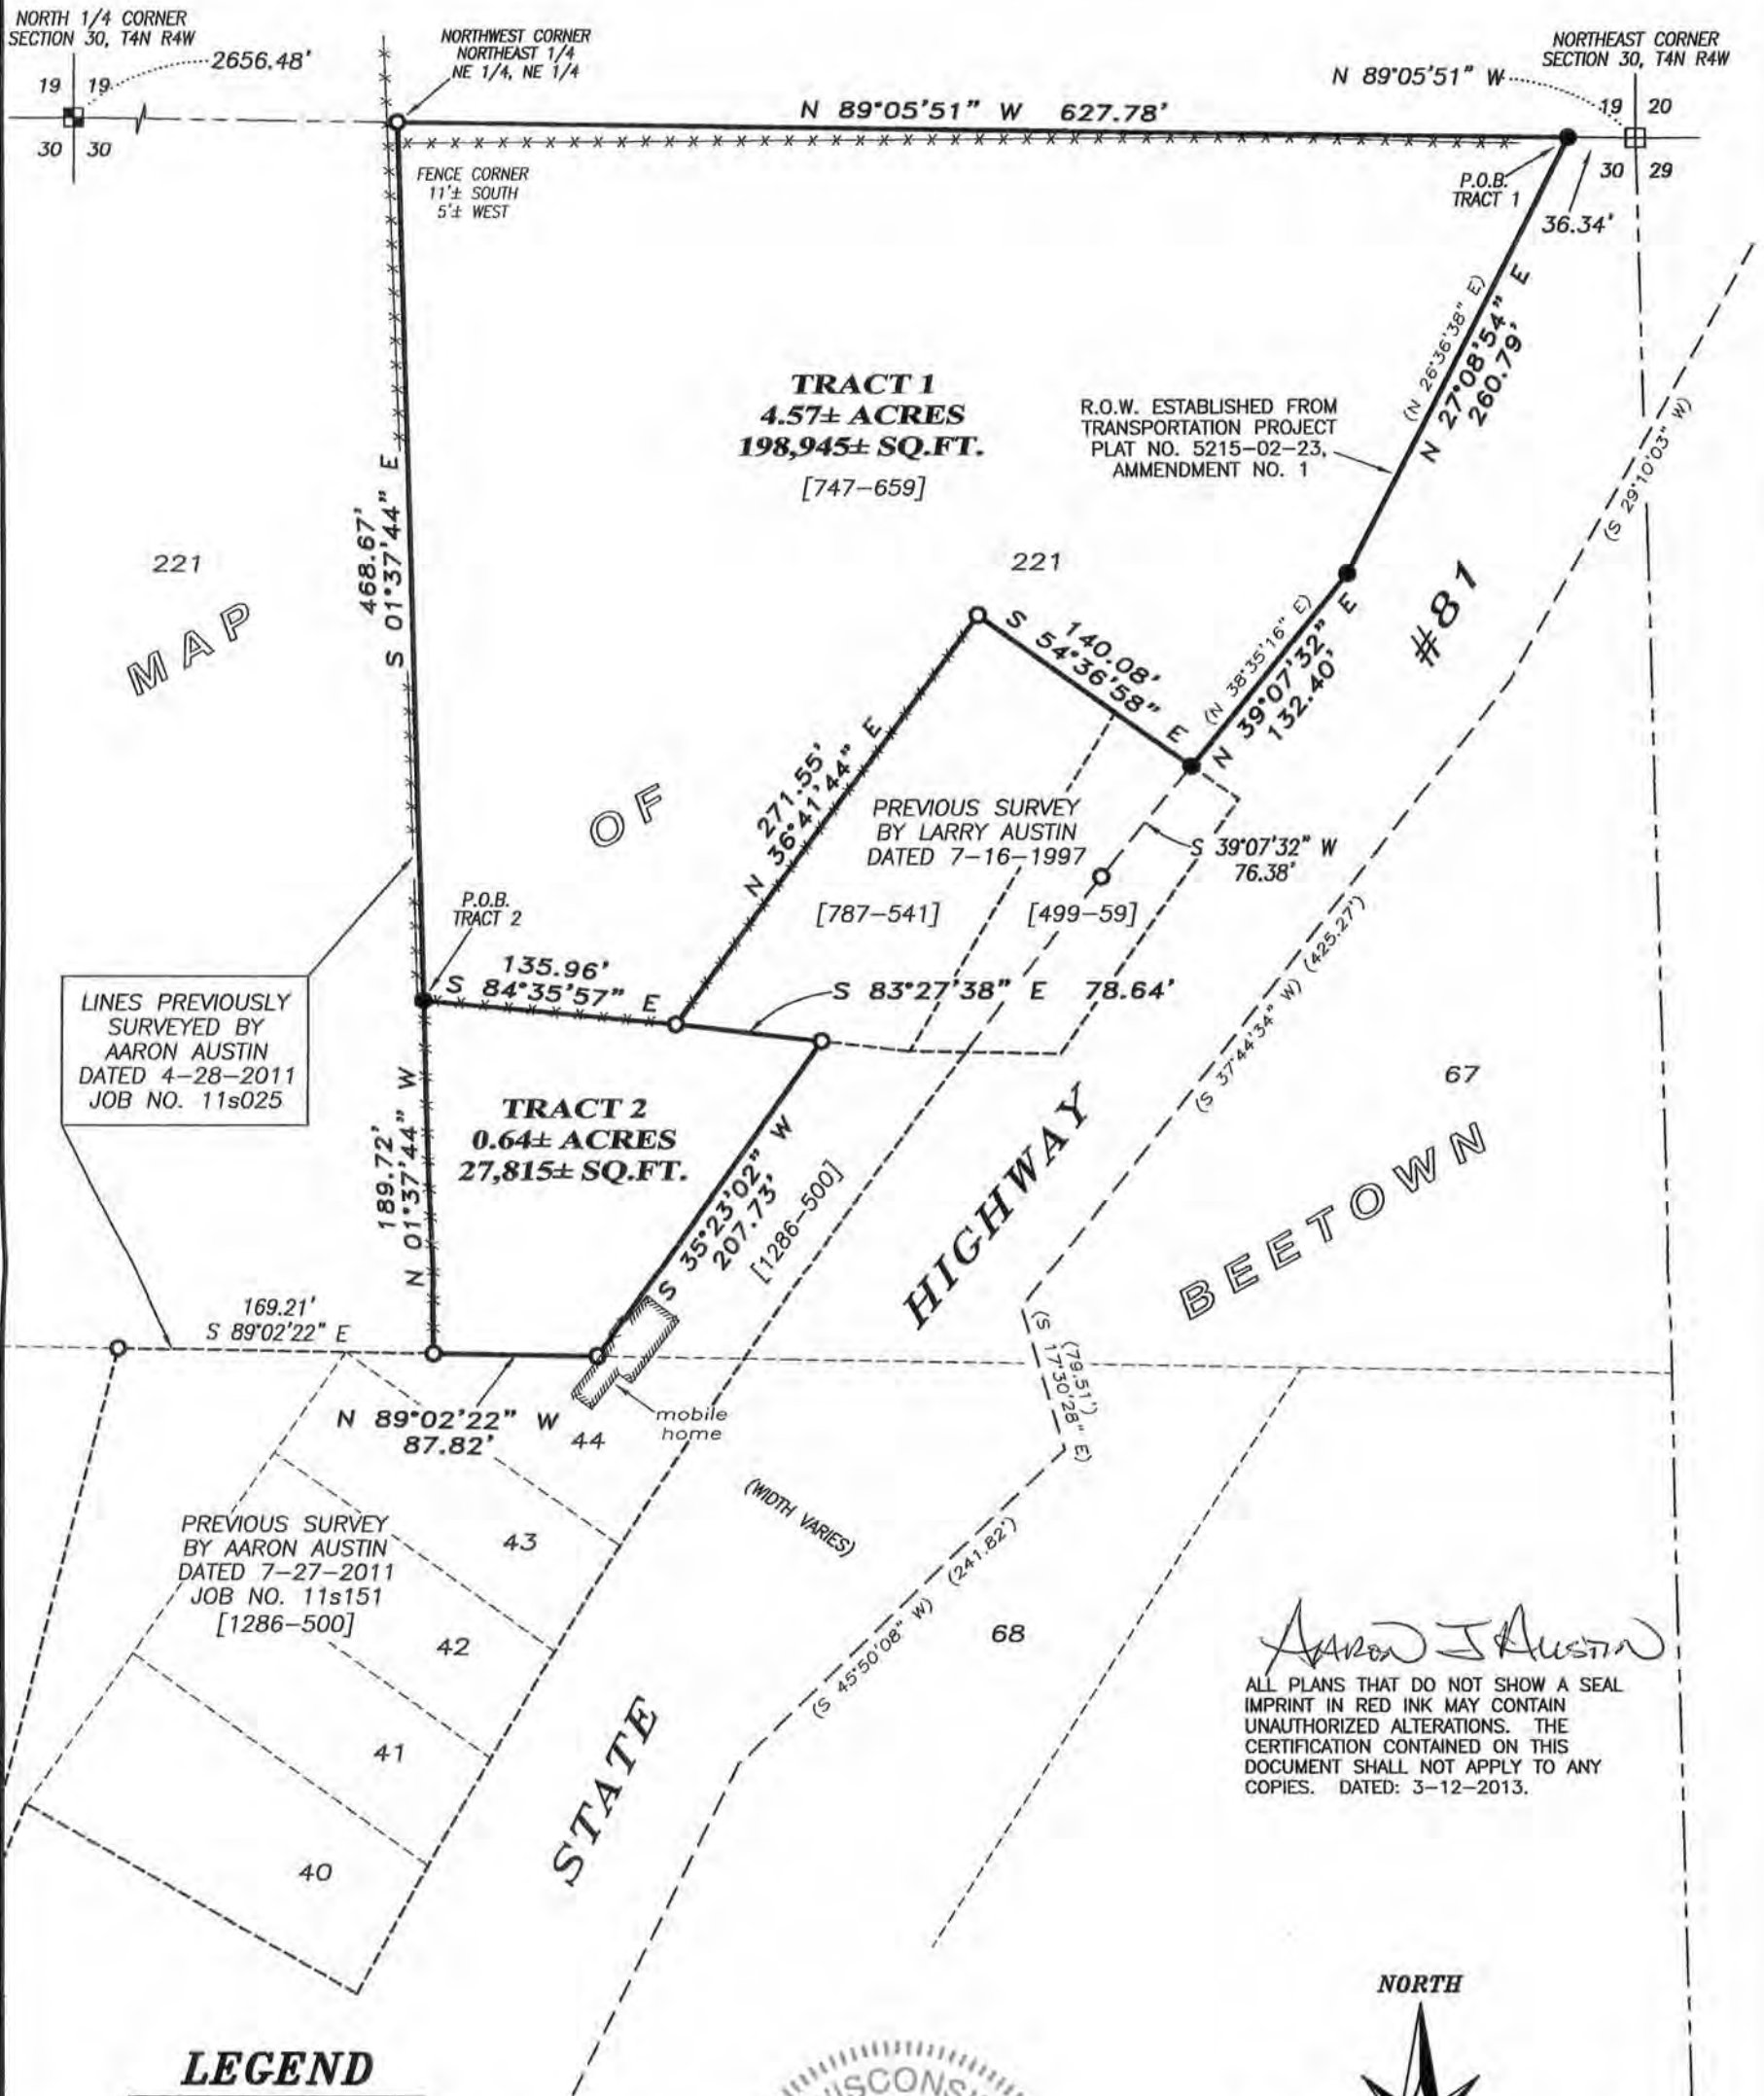 NORTH 1/4 CORNER
SECTION 30, T4N R4W
2656.48'
19 19
30 30
NORTHWEST CORNER
NORTHEAST 1/4
NE 1/4, NE 1/4
N 89°05'51" W 627.78'
NORTHEAST CORNER
SECTION 30, T4N R4W
N 89°05'51" W
19 20
30 29
P.O.B.
TRACT 1
36.34'
FENCE CORNER
11'± SOUTH
5'± WEST
TRACT 1
4.57± ACRES
198,945± SQ.FT.
[747-659]
R.O.W. ESTABLISHED FROM
TRANSPORTATION PROJECT
PLAT NO. 5215-02-23,
AMMENDMENT NO. 1
(N 26°36'38" E)
N 27°08'54" E
260.79'
(S 29°10'03" W)
468.67'
S 01°37'44" E
221
221
MAP
OF
140.08'
S 54°36'58" E
(N 38°35'16" E)
N 39°07'32" E
132.40'
#81
271.55'
N 36°41'44" E
PREVIOUS SURVEY
BY LARRY AUSTIN
DATED 7-16-1997
S 39°07'32" W
76.38'
[787-541]
[499-59]
P.O.B.
TRACT 2
135.96'
S 84°35'57" E
S 83°27'38" E 78.64'
(S 37°44'34" W) (425.27')
LINES PREVIOUSLY
SURVEYED BY
AARON AUSTIN
DATED 4-28-2011
JOB NO. 11s025
67
TRACT 2
0.64± ACRES
27,815± SQ.FT.
189.72'
N 01°37'44" W
S 35°23'02" W
207.73'
[1286-500]
HIGHWAY
BEETOWN
169.21'
S 89°02'22" E
(79.51')
(S 17°30'28" E)
N 89°02'22" W
87.82'
44
mobile
home
(WIDTH VARIES)
PREVIOUS SURVEY
BY AARON AUSTIN
DATED 7-27-2011
JOB NO. 11s151
[1286-500]
43
42
41
40
(S 45°50'08" W) (241.82')
68
STATE
AARON J AUSTIN
ALL PLANS THAT DO NOT SHOW A SEAL
IMPRINT IN RED INK MAY CONTAIN
UNAUTHORIZED ALTERATIONS. THE
CERTIFICATION CONTAINED ON THIS
DOCUMENT SHALL NOT APPLY TO ANY
COPIES. DATED: 3-12-2013.
NORTH
LEGEND